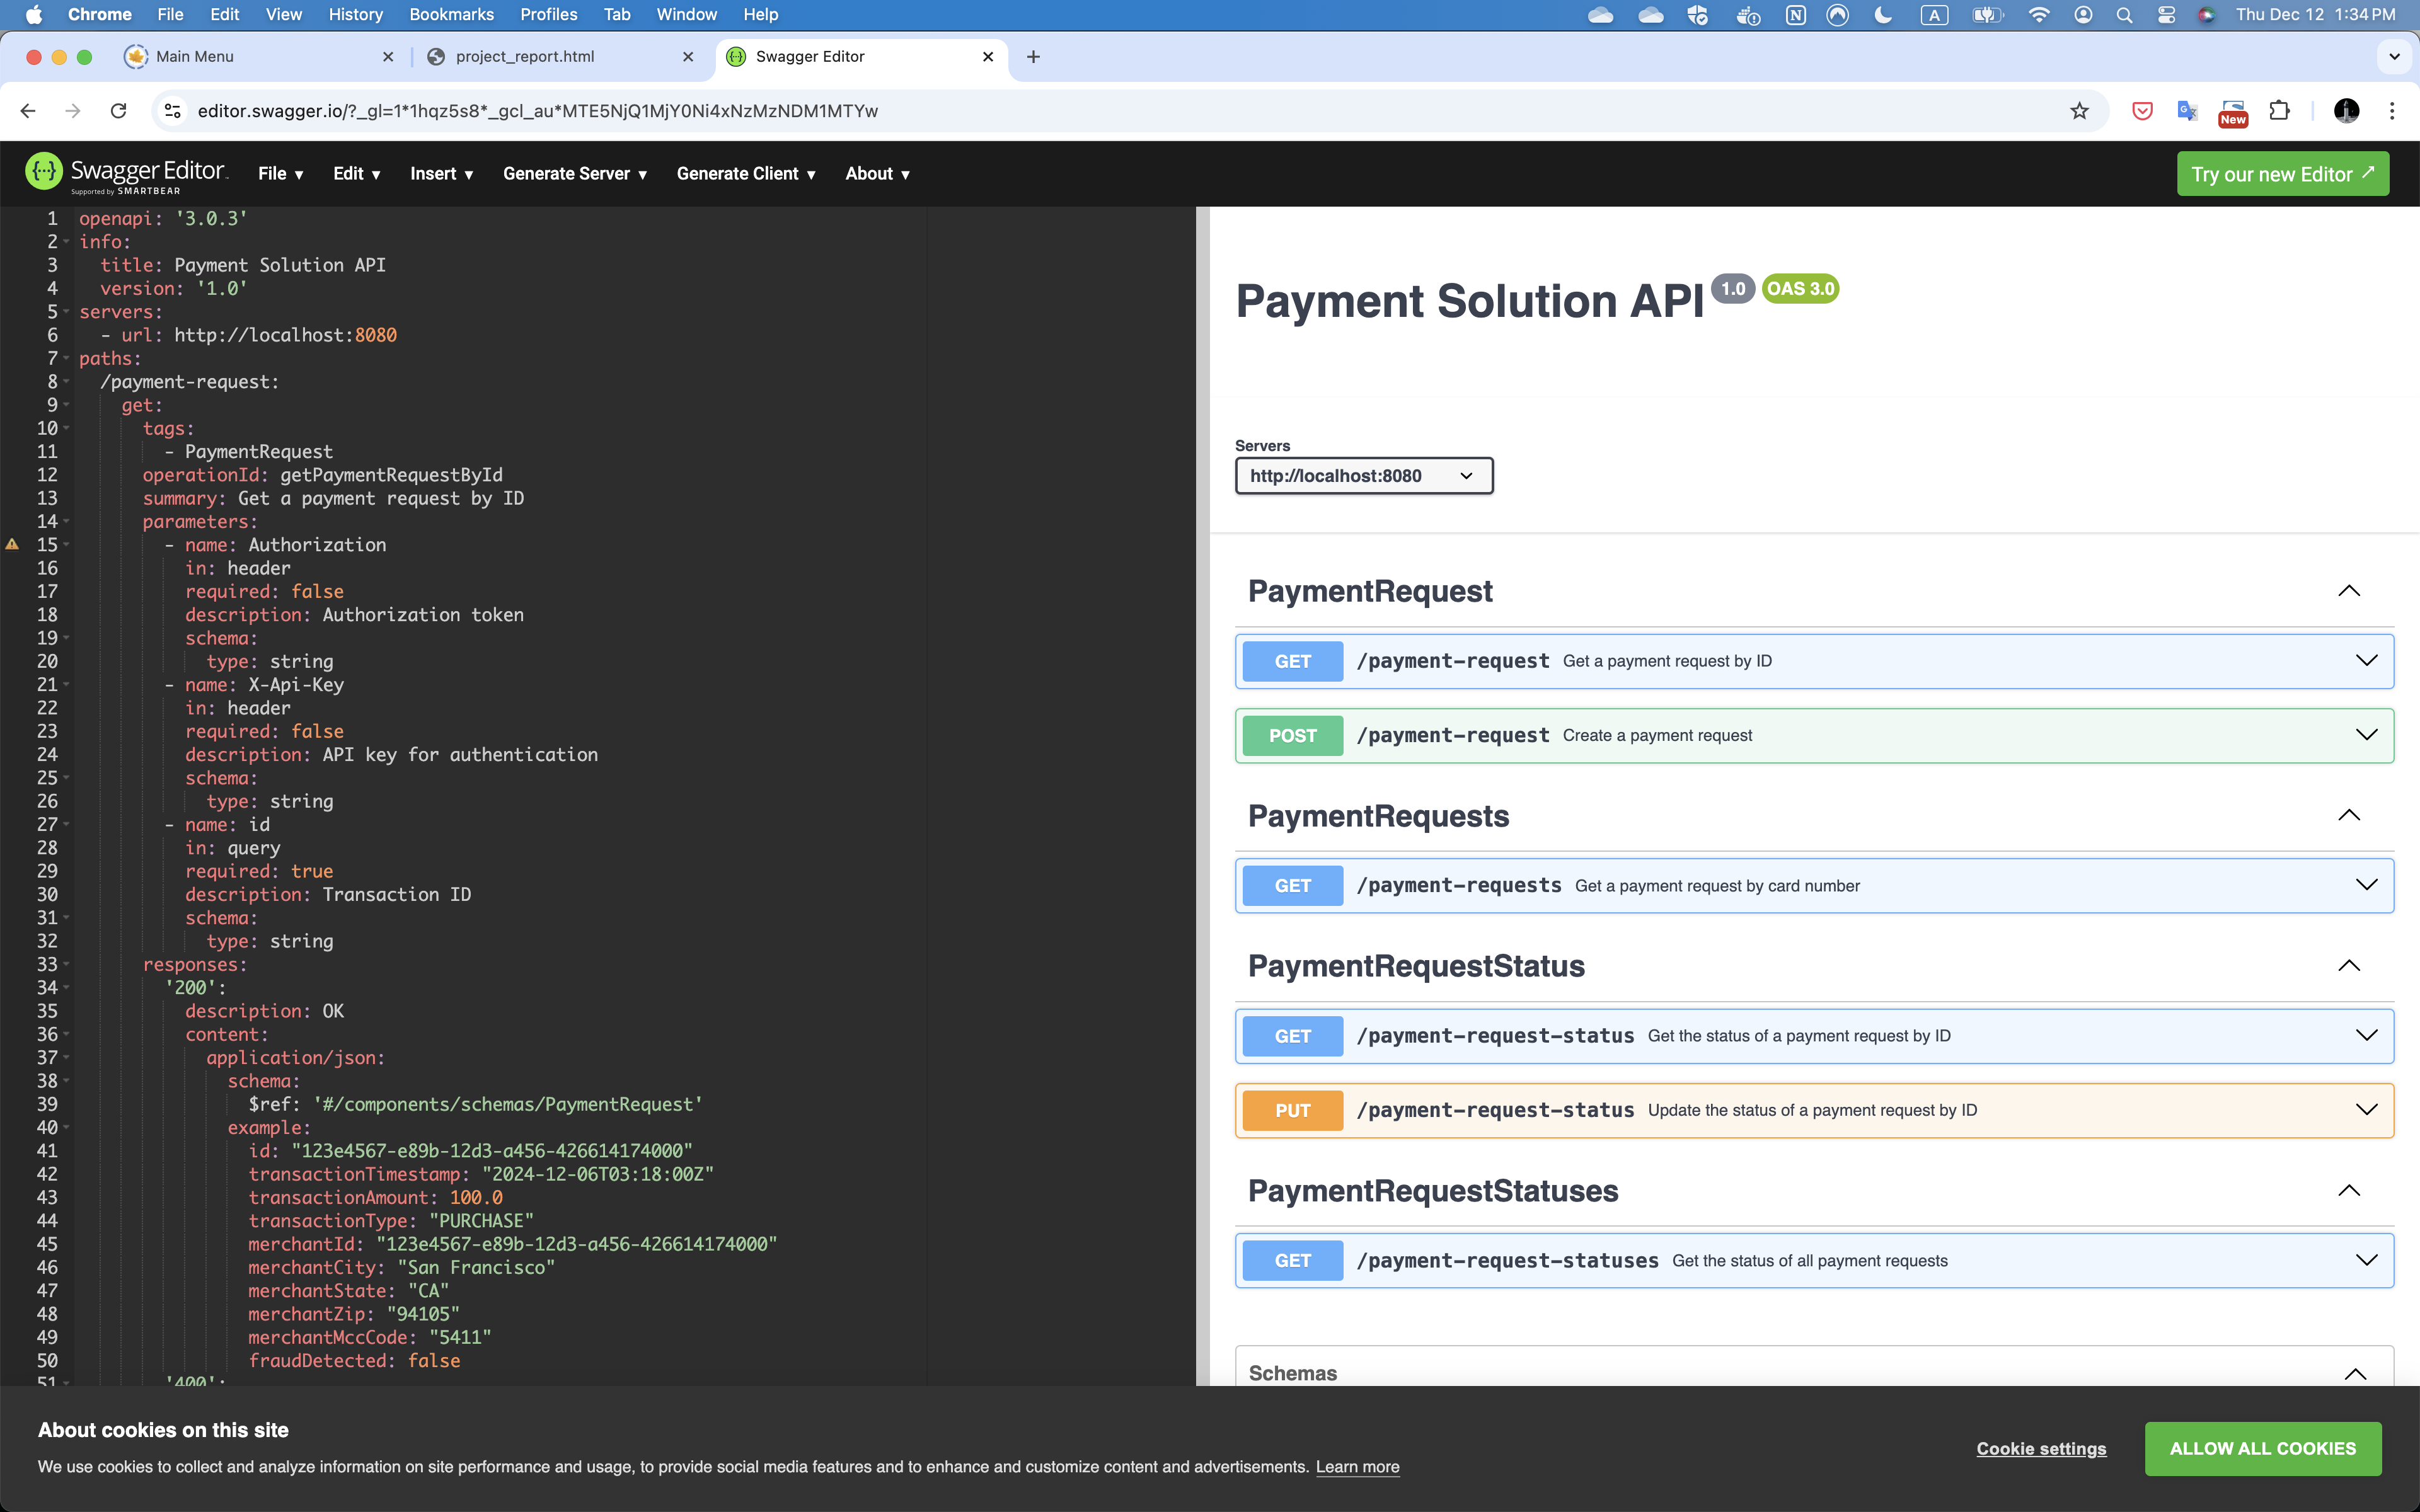 Chrome File Edit View History Bookmarks Profiles Tab Window Help
N A Thu Dec 12 1:34 PM
Main Menu project_report.html Swagger Editor
editor.swagger.io/?_gl=1*1hqz5s8*_gcl_au*MTE5NjQ1MjY0Ni4xNzMzNDM1MTYw
New
Swagger Editor
Supported by SMARTBEAR
File Edit Insert Generate Server Generate Client About
Try our new Editor
1 openapi: '3.0.3'
2 info:
3 title: Payment Solution API
4 version: '1.0'
5 servers:
6 - url: http://localhost:8080
7 paths:
8 /payment-request:
9 get:
10 tags:
11 - PaymentRequest
12 operationId: getPaymentRequestById
13 summary: Get a payment request by ID
14 parameters:
15 - name: Authorization
16 in: header
17 required: false
18 description: Authorization token
19 schema:
20 type: string
21 - name: X-Api-Key
22 in: header
23 required: false
24 description: API key for authentication
25 schema:
26 type: string
27 - name: id
28 in: query
29 required: true
30 description: Transaction ID
31 schema:
32 type: string
33 responses:
34 '200':
35 description: OK
36 content:
37 application/json:
38 schema:
39 $ref: '#/components/schemas/PaymentRequest'
40 example:
41 id: "123e4567-e89b-12d3-a456-426614174000"
42 transactionTimestamp: "2024-12-06T03:18:00Z"
43 transactionAmount: 100.0
44 transactionType: "PURCHASE"
45 merchantId: "123e4567-e89b-12d3-a456-426614174000"
46 merchantCity: "San Francisco"
47 merchantState: "CA"
48 merchantZip: "94105"
49 merchantMccCode: "5411"
50 fraudDetected: false
51 '400':
Payment Solution API 1.0 OAS 3.0
Servers
http://localhost:8080
PaymentRequest
GET /payment-request Get a payment request by ID
POST /payment-request Create a payment request
PaymentRequests
GET /payment-requests Get a payment request by card number
PaymentRequestStatus
GET /payment-request-status Get the status of a payment request by ID
PUT /payment-request-status Update the status of a payment request by ID
PaymentRequestStatuses
GET /payment-request-statuses Get the status of all payment requests
Schemas
About cookies on this site
We use cookies to collect and analyze information on site performance and usage, to provide social media features and to enhance and customize content and advertisements. Learn more
Cookie settings
ALLOW ALL COOKIES